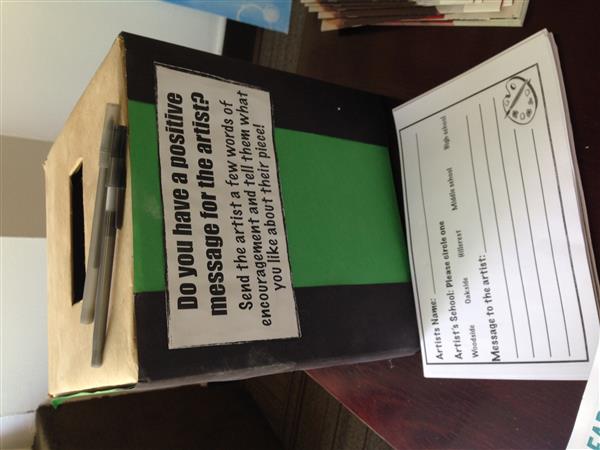 Do you have a positive
message for the artist?
Send the artist a few words of
encouragement and tell them what
you like about their piece!
Artists Name:
Artist's School: Please circle one
Woodside Oakside Hillcrest Middle school High school
Message to the artist: